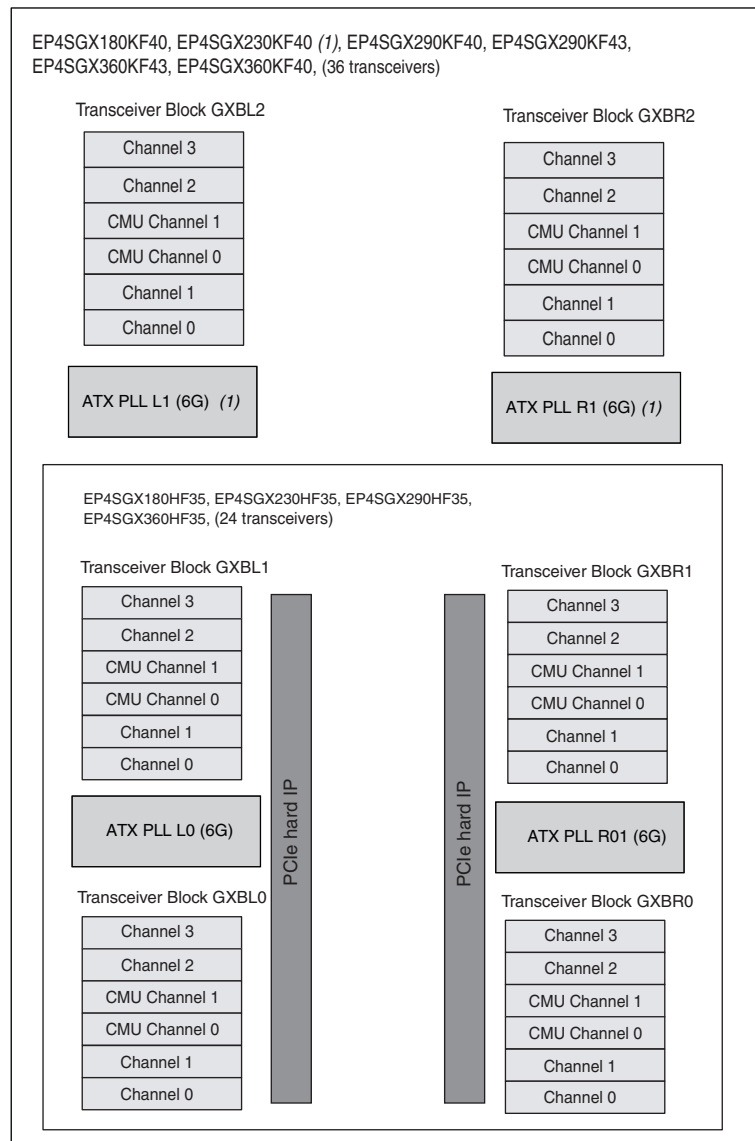 EP4SGX180KF40, EP4SGX230KF40 (1), EP4SGX290KF40, EP4SGX290KF43,
EP4SGX360KF43, EP4SGX360KF40, (36 transceivers)
Transceiver Block GXBL2
Channel 3
Channel 2
CMU Channel 1
CMU Channel 0
Channel 1
Channel 0
ATX PLL L1 (6G) (1)
Transceiver Block GXBR2
Channel 3
Channel 2
CMU Channel 1
CMU Channel 0
Channel 1
Channel 0
ATX PLL R1 (6G) (1)
EP4SGX180HF35, EP4SGX230HF35, EP4SGX290HF35,
EP4SGX360HF35, (24 transceivers)
Transceiver Block GXBL1
Channel 3
Channel 2
CMU Channel 1
CMU Channel 0
Channel 1
Channel 0
ATX PLL L0 (6G)
Transceiver Block GXBL0
Channel 3
Channel 2
CMU Channel 1
CMU Channel 0
Channel 1
Channel 0
PCIe hard IP
PCIe hard IP
Transceiver Block GXBR1
Channel 3
Channel 2
CMU Channel 1
CMU Channel 0
Channel 1
Channel 0
ATX PLL R01 (6G)
Transceiver Block GXBR0
Channel 3
Channel 2
CMU Channel 1
CMU Channel 0
Channel 1
Channel 0